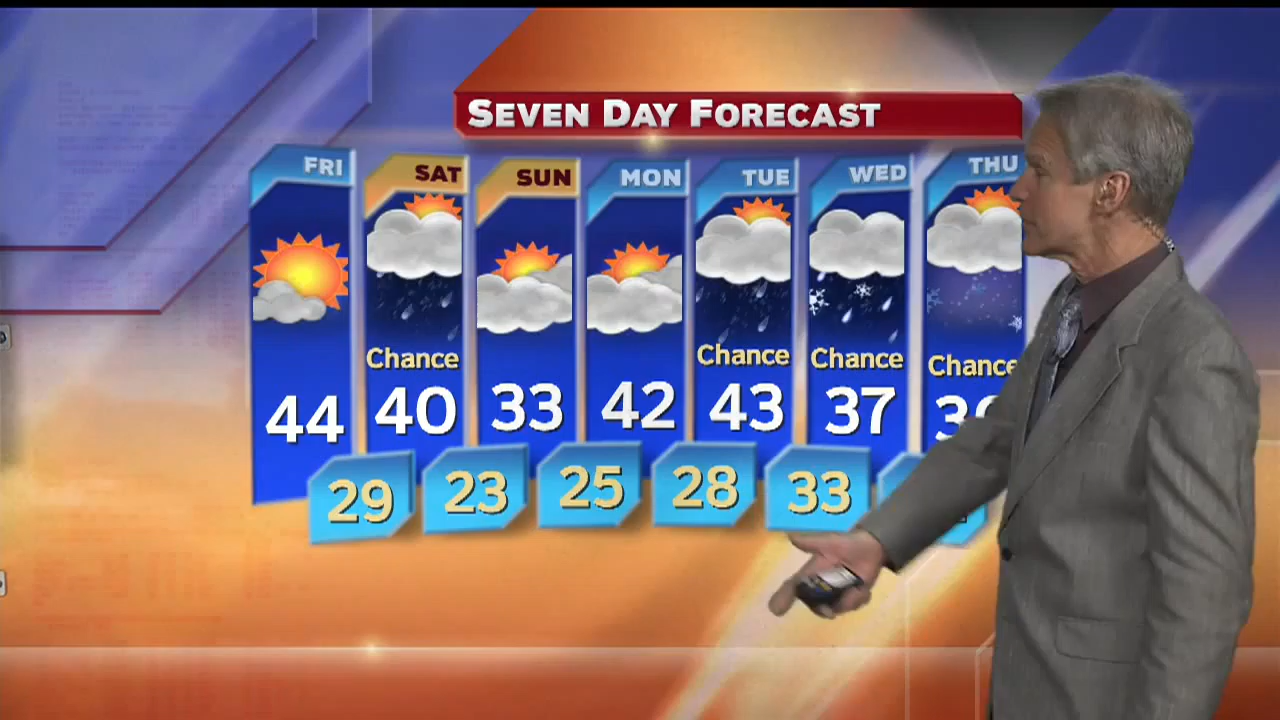 SEVEN DAY FORECAST
FRI SAT SUN MON TUE WED THU
Chance Chance Chance Chance
44 40 33 42 43 37
29 23 25 28 33